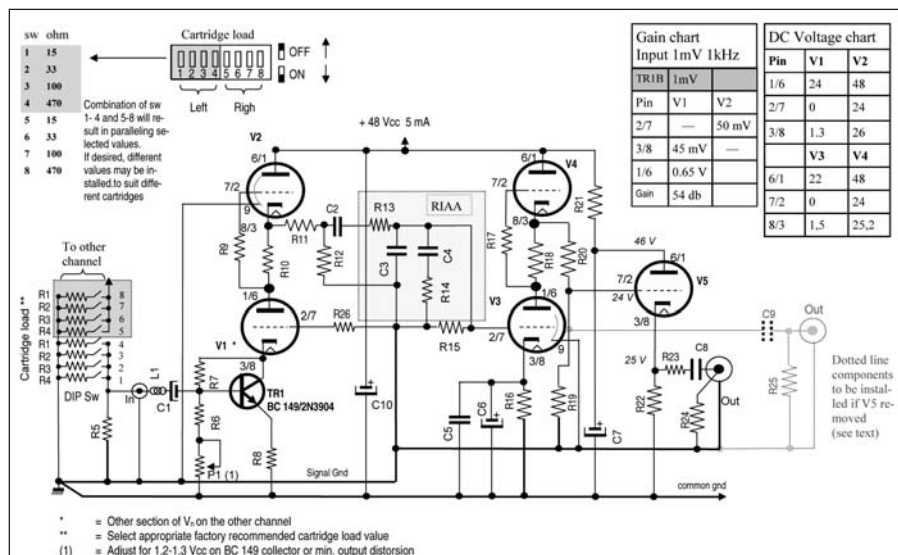 sw ohm
1 15
2 33
3 100
4 470
5 15
6 33
7 100
8 470
Cartridge load
OFF
ON
1 2 3 4 5 6 7 8
Left Righ
Combination of sw
1- 4 and 5-8 will re-
sult in paralleling se-
lected values.
If desired, different
values may be in-
stalled.to suit diffe-
rent cartridges
Gain chart
Input 1mV 1kHz
TR1B 1mV
Pin V1 V2
2/7 — 50 mV
3/8 45 mV —
1/6 0.65 V
Gain 54 db
DC Voltage chart
Pin V1 V2
1/6 24 48
2/7 0 24
3/8 1.3 26
V3 V4
6/1 22 48
7/2 0 24
8/3 1,5 25,2
+ 48 Vcc 5 mA
V2
6/1
7/2
9
8/3
R9
R10
R11
C2
R12
R13
RIAA
C3
C4
R14
V4
6/1
7/2
8/3
R17
R18
R20
R21
46 V
6/1
7/2
V5
24 V
3/8
25 V
1/6
2/7
V1 *
3/8
R26
R15
V3
1/6
2/7
9
3/8
To other
channel
Cartridge load **
R1
R2
R3
R4
R1
R2
R3
R4
8
7
6
5
4
3
2
1
DIP Sw
In
L1
C1
R5
R7
R6
P1 (1)
TR1
BC 149/2N3904
R8
C10
C5
C6
R16
R19
C7
R22
R23
C8
R24
Out
C9
R25
Out
Dotted line
components
to be instal-
led if V5 re-
moved
(see text)
Signal Gnd
common gnd
* = Other section of Vn on the other channel
** = Select appropriate factory recommended cartridge load value
(1) = Adjust for 1,2-1,3 Vcc on BC 149 collector or min. output distorsion